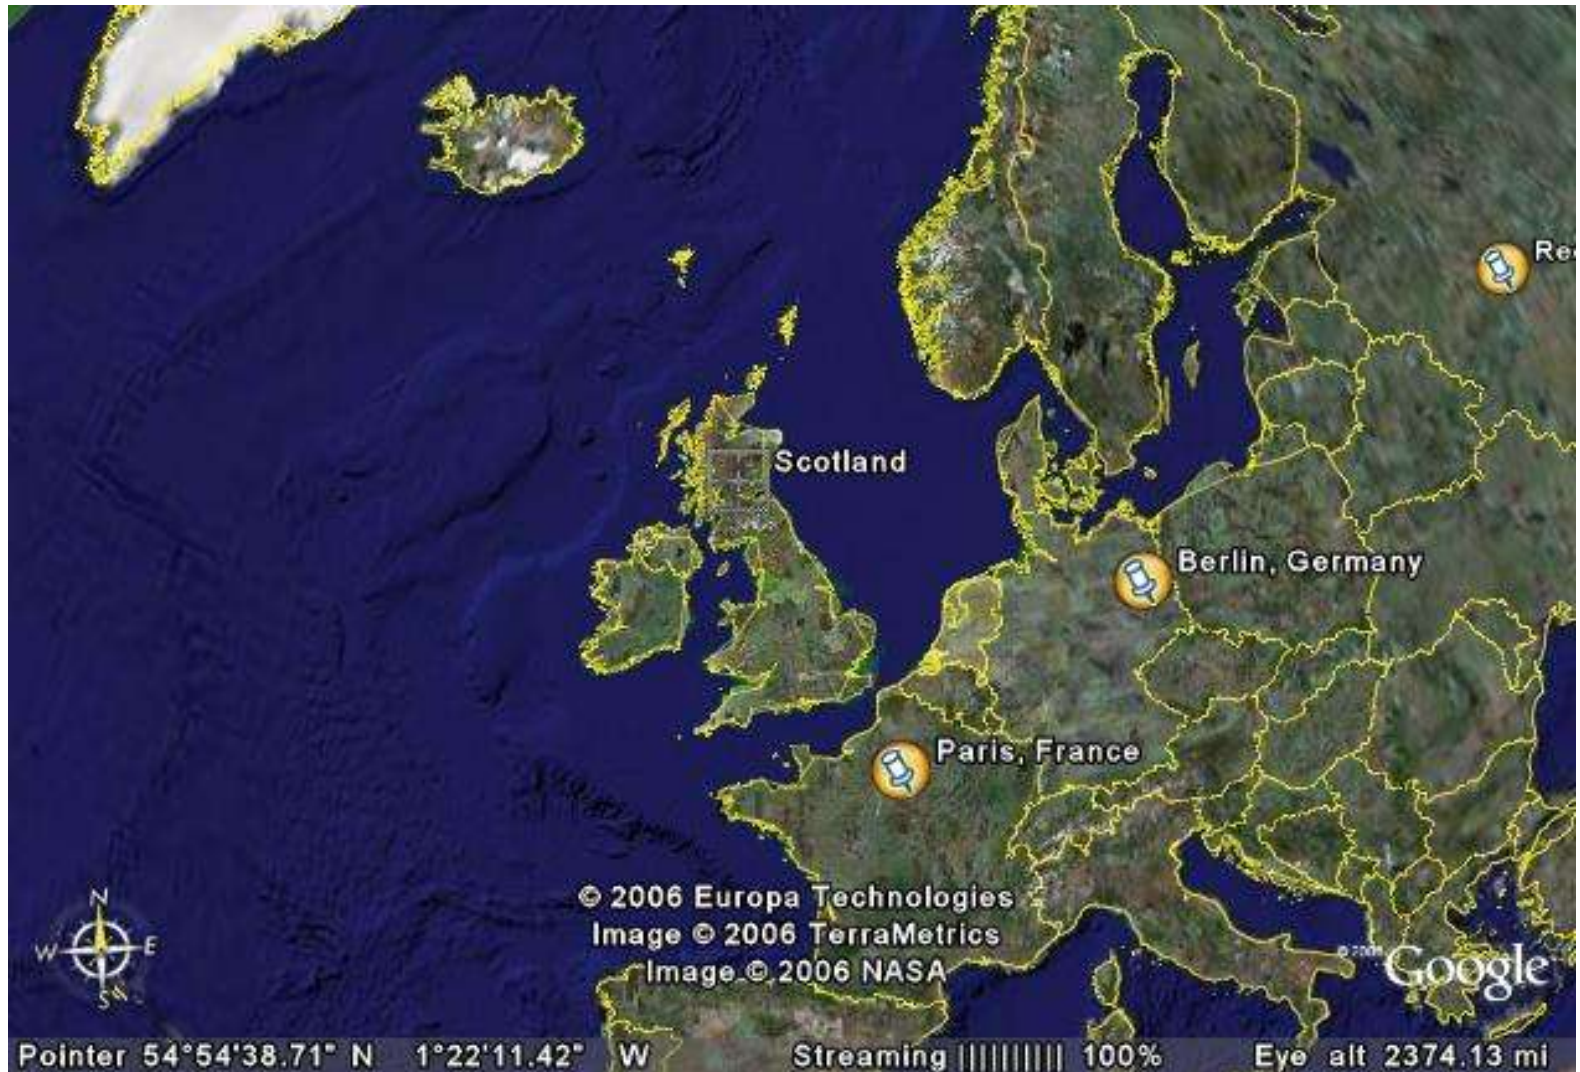 Re
Scotland
Berlin, Germany
Paris, France
© 2006 Europa Technologies
Image © 2006 TerraMetrics
Image © 2006 NASA
Google
N
W E
S
Pointer 54°54'38.71" N 1°22'11.42" W Streaming |||||||||| 100% Eye alt 2374.13 mi